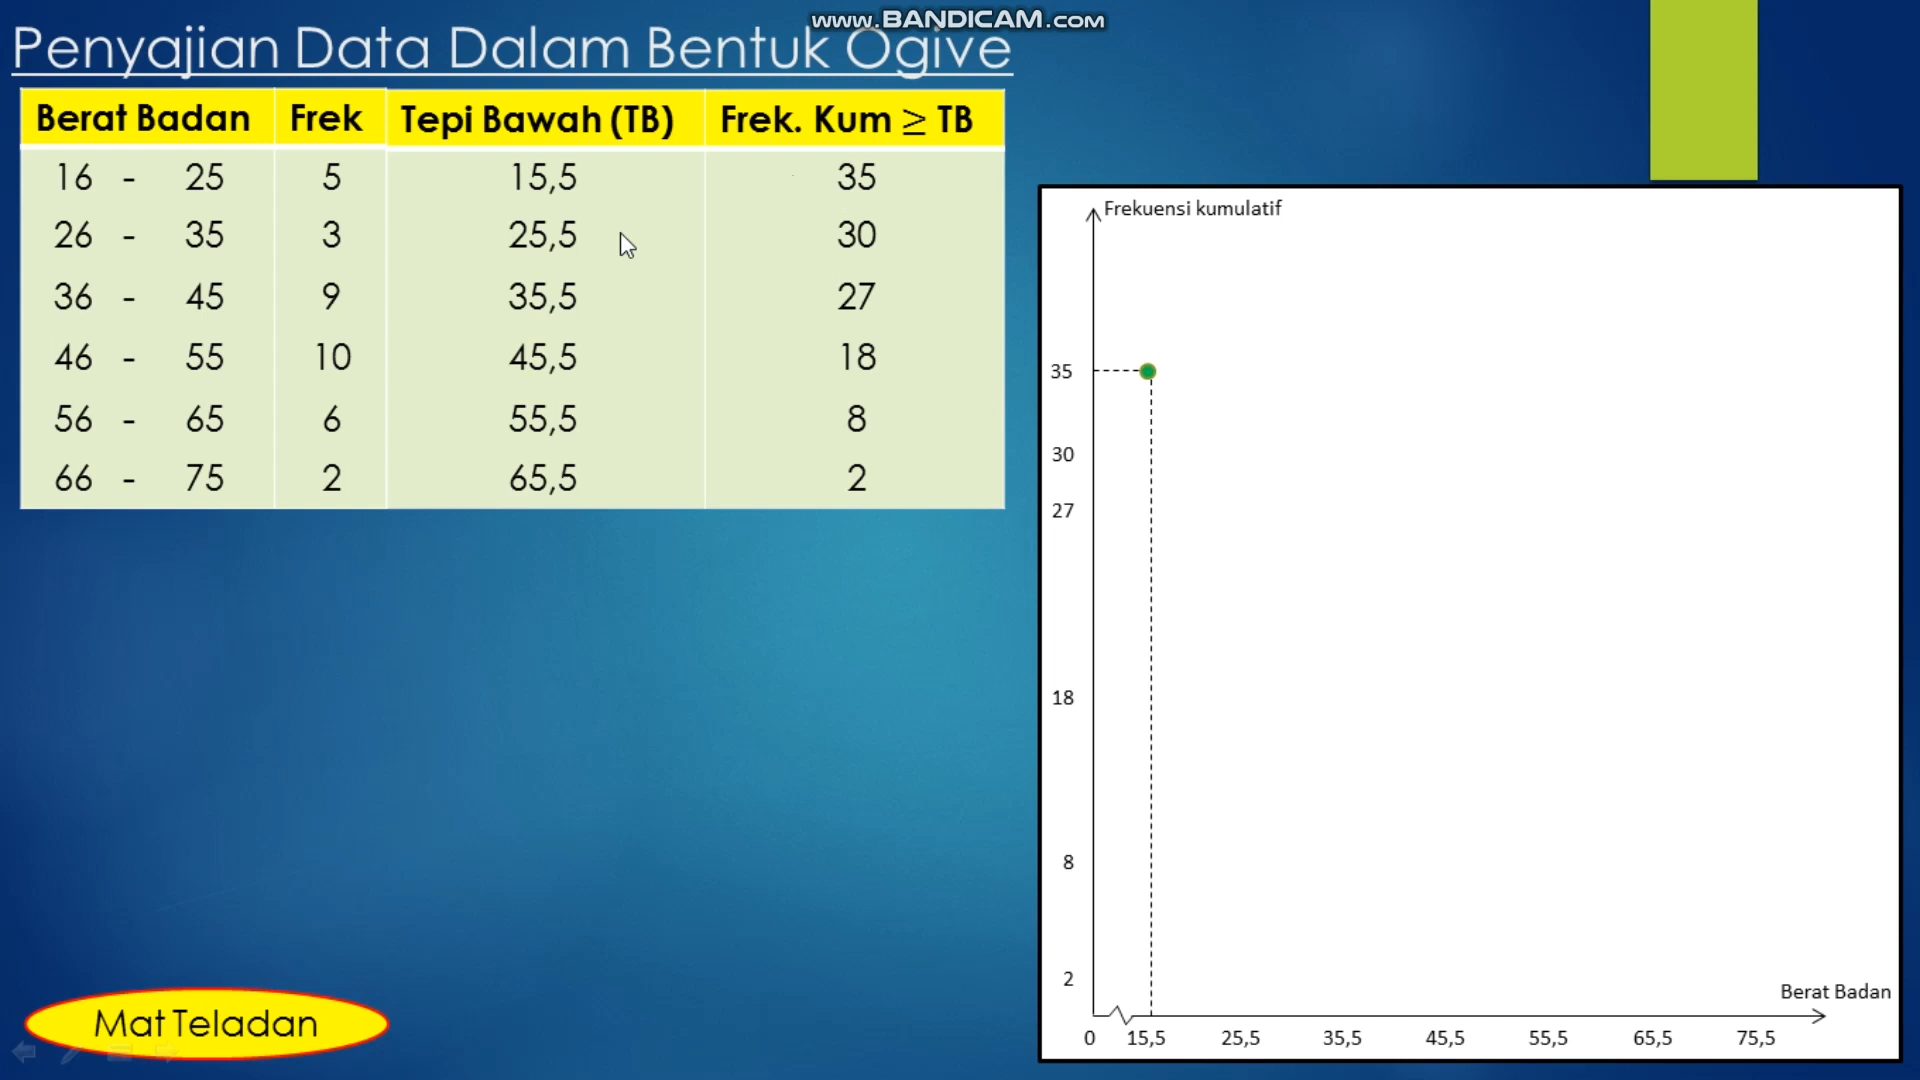 www.BANDICAM.com
Penyajian Data Dalam Bentuk Ogive
Berat Badan Frek Tepi Bawah (TB) Frek. Kum ≥ TB
16 - 25 5 15,5 35
26 - 35 3 25,5 30
36 - 45 9 35,5 27
46 - 55 10 45,5 18
56 - 65 6 55,5 8
66 - 75 2 65,5 2
Frekuensi kumulatif
35
30
27
18
8
2
Berat Badan
0 15,5 25,5 35,5 45,5 55,5 65,5 75,5
Mat Teladan